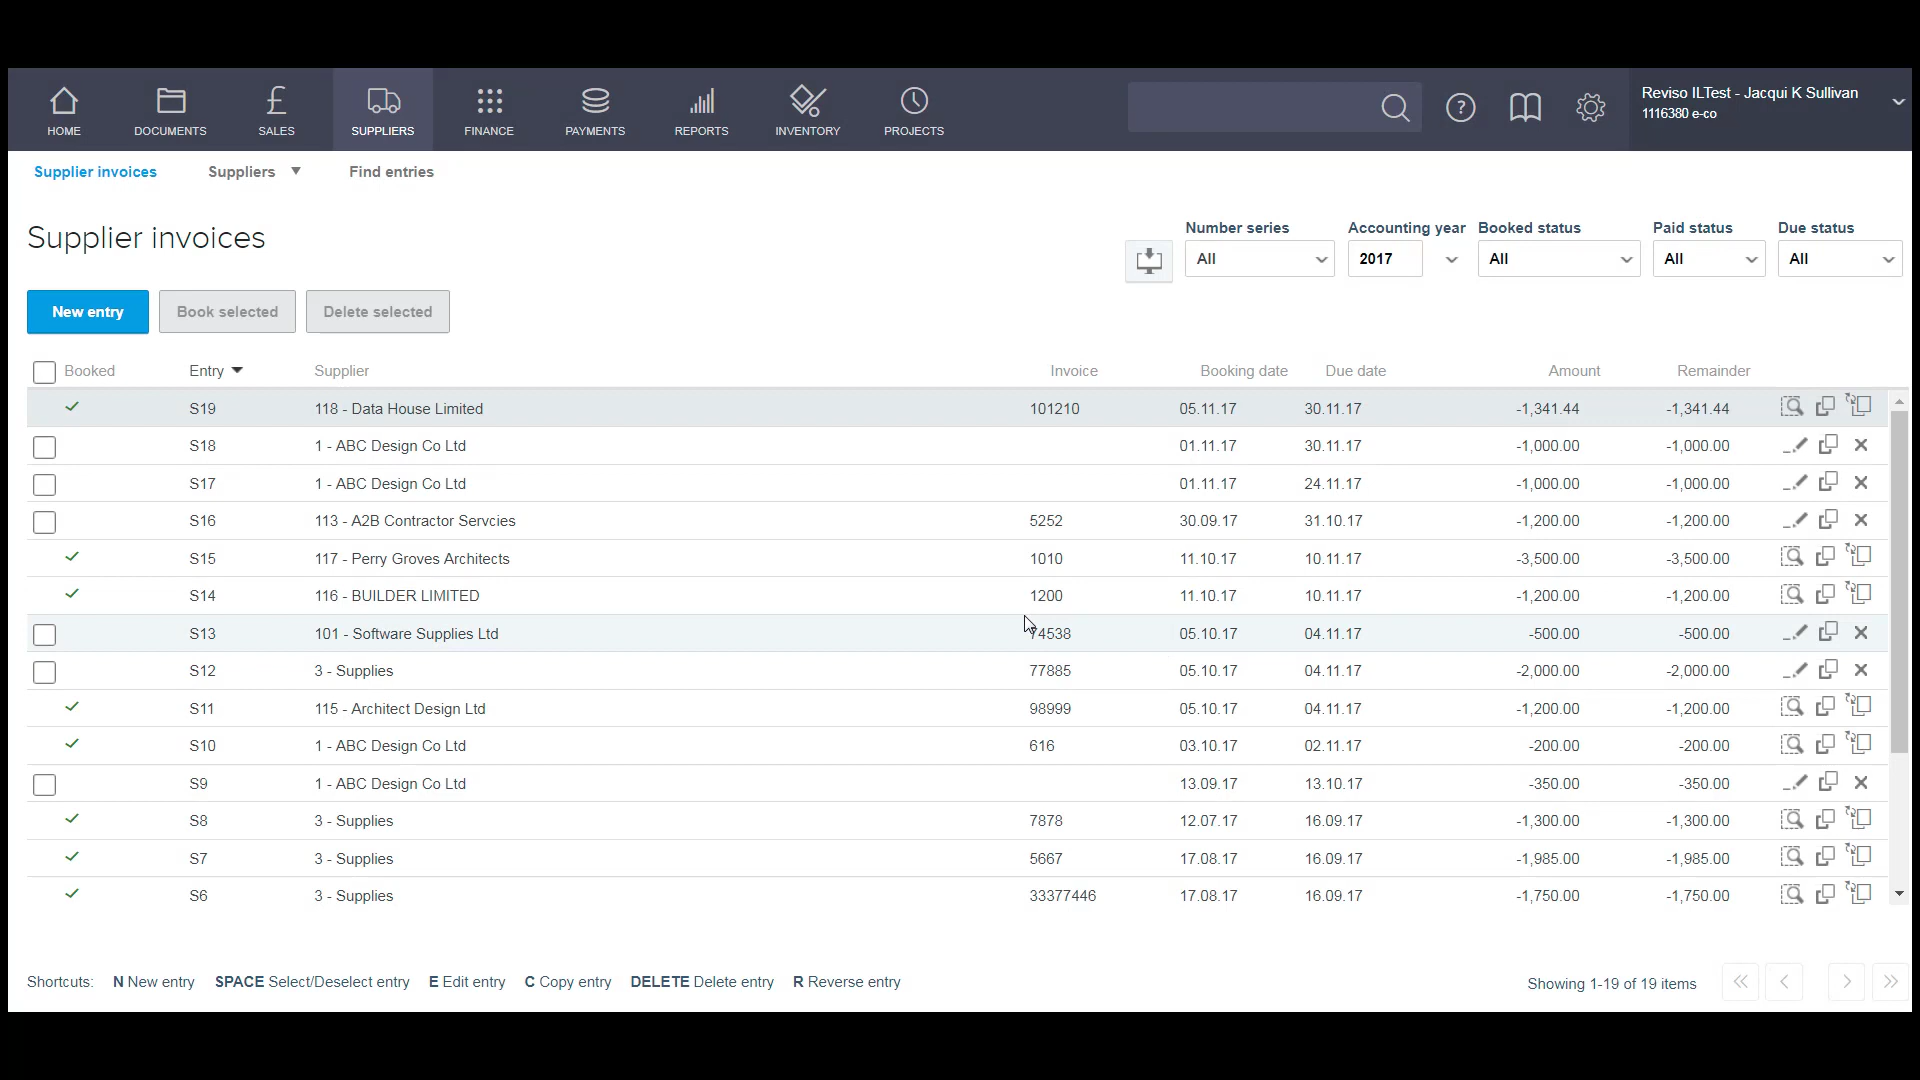 HOME DOCUMENTS SALES SUPPLIERS FINANCE PAYMENTS REPORTS INVENTORY PROJECTS
Reviso ILTest - Jacqui K Sullivan
1116380 e-co
Supplier invoices Suppliers Find entries
Supplier invoices
Number series Accounting year Booked status Paid status Due status
All 2017 All All All
New entry Book selected Delete selected
Booked Entry Supplier Invoice Booking date Due date Amount Remainder
S19 118 - Data House Limited 101210 05.11.17 30.11.17 -1,341.44 -1,341.44
S18 1 - ABC Design Co Ltd 01.11.17 30.11.17 -1,000.00 -1,000.00
S17 1 - ABC Design Co Ltd 01.11.17 24.11.17 -1,000.00 -1,000.00
S16 113 - A2B Contractor Servcies 5252 30.09.17 31.10.17 -1,200.00 -1,200.00
S15 117 - Perry Groves Architects 1010 11.10.17 10.11.17 -3,500.00 -3,500.00
S14 116 - BUILDER LIMITED 1200 11.10.17 10.11.17 -1,200.00 -1,200.00
S13 101 - Software Supplies Ltd 74538 05.10.17 04.11.17 -500.00 -500.00
S12 3 - Supplies 77885 05.10.17 04.11.17 -2,000.00 -2,000.00
S11 115 - Architect Design Ltd 98999 05.10.17 04.11.17 -1,200.00 -1,200.00
S10 1 - ABC Design Co Ltd 616 03.10.17 02.11.17 -200.00 -200.00
S9 1 - ABC Design Co Ltd 13.09.17 13.10.17 -350.00 -350.00
S8 3 - Supplies 7878 12.07.17 16.09.17 -1,300.00 -1,300.00
S7 3 - Supplies 5667 17.08.17 16.09.17 -1,985.00 -1,985.00
S6 3 - Supplies 33377446 17.08.17 16.09.17 -1,750.00 -1,750.00
Shortcuts: N New entry SPACE Select/Deselect entry E Edit entry C Copy entry DELETE Delete entry R Reverse entry Showing 1-19 of 19 items